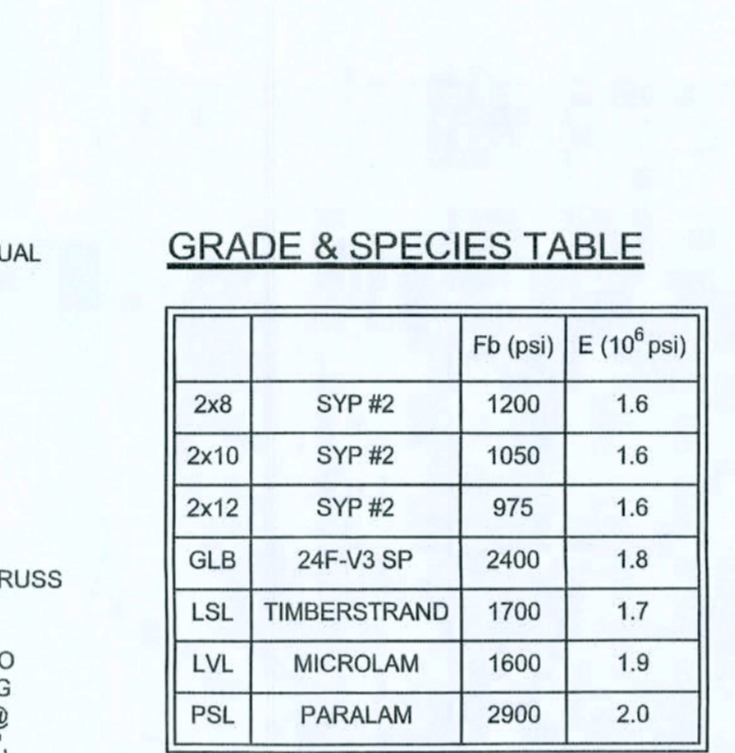 UAL
GRADE & SPECIES TABLE
Fb (psi) E (10⁶ psi)
2x8 SYP #2 1200 1.6
2x10 SYP #2 1050 1.6
2x12 SYP #2 975 1.6
GLB 24F-V3 SP 2400 1.8
RUSS
LSL TIMBERSTRAND 1700 1.7
O
LVL MICROLAM 1600 1.9
G
@
PSL PARALAM 2900 2.0